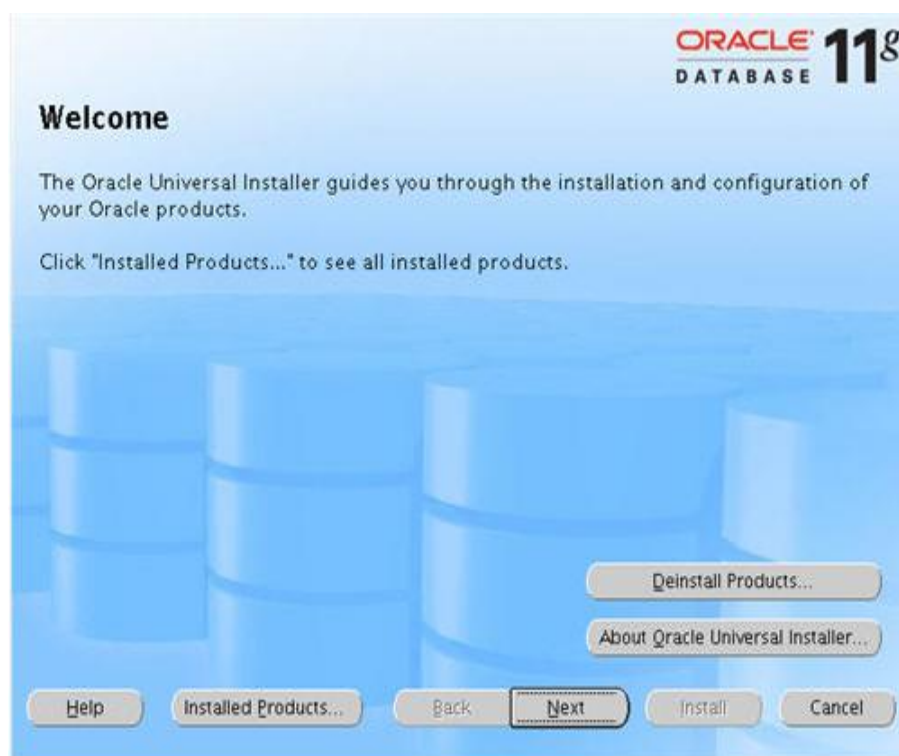 ORACLE 11g
DATABASE
Welcome
The Oracle Universal Installer guides you through the installation and configuration of
your Oracle products.
Click "Installed Products..." to see all installed products.
Deinstall Products...
About Oracle Universal Installer...
Help Installed Products... Back Next Install Cancel